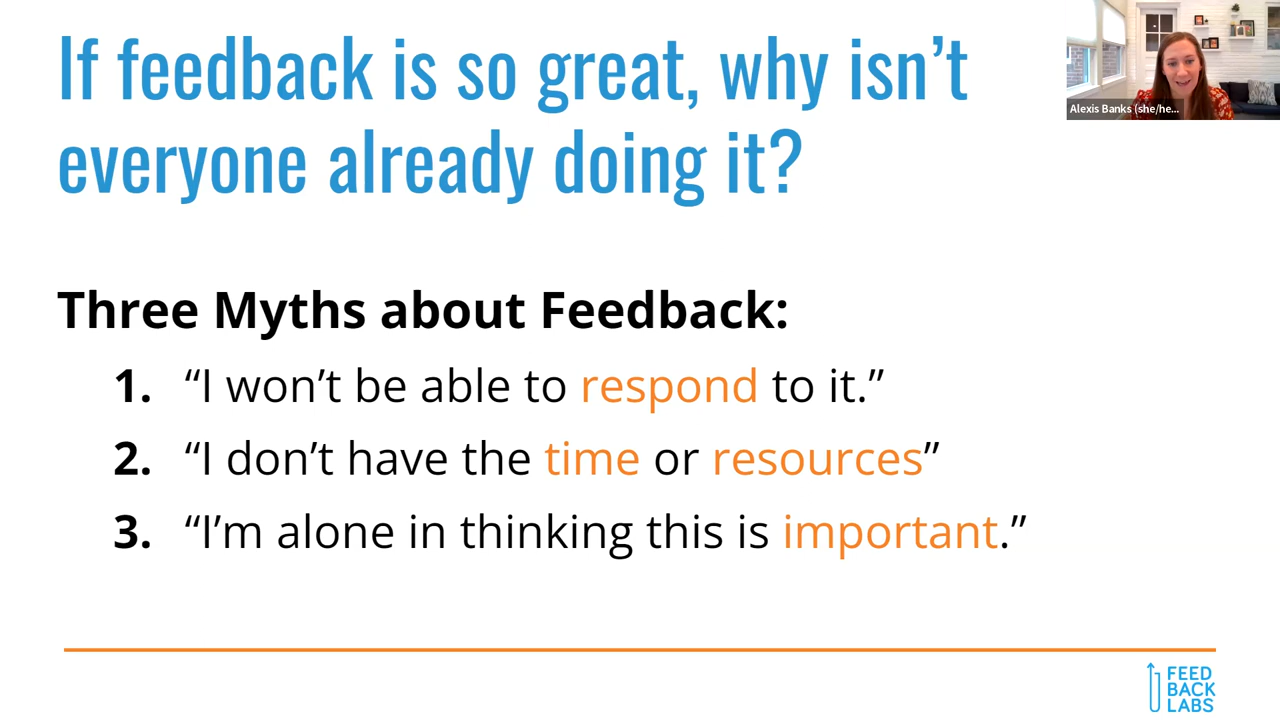 If feedback is so great, why isn’t
everyone already doing it?
Alexis Banks (she/he...
Three Myths about Feedback:
1. “I won’t be able to respond to it.”
2. “I don’t have the time or resources”
3. “I’m alone in thinking this is important.”
FEED
BACK
LABS